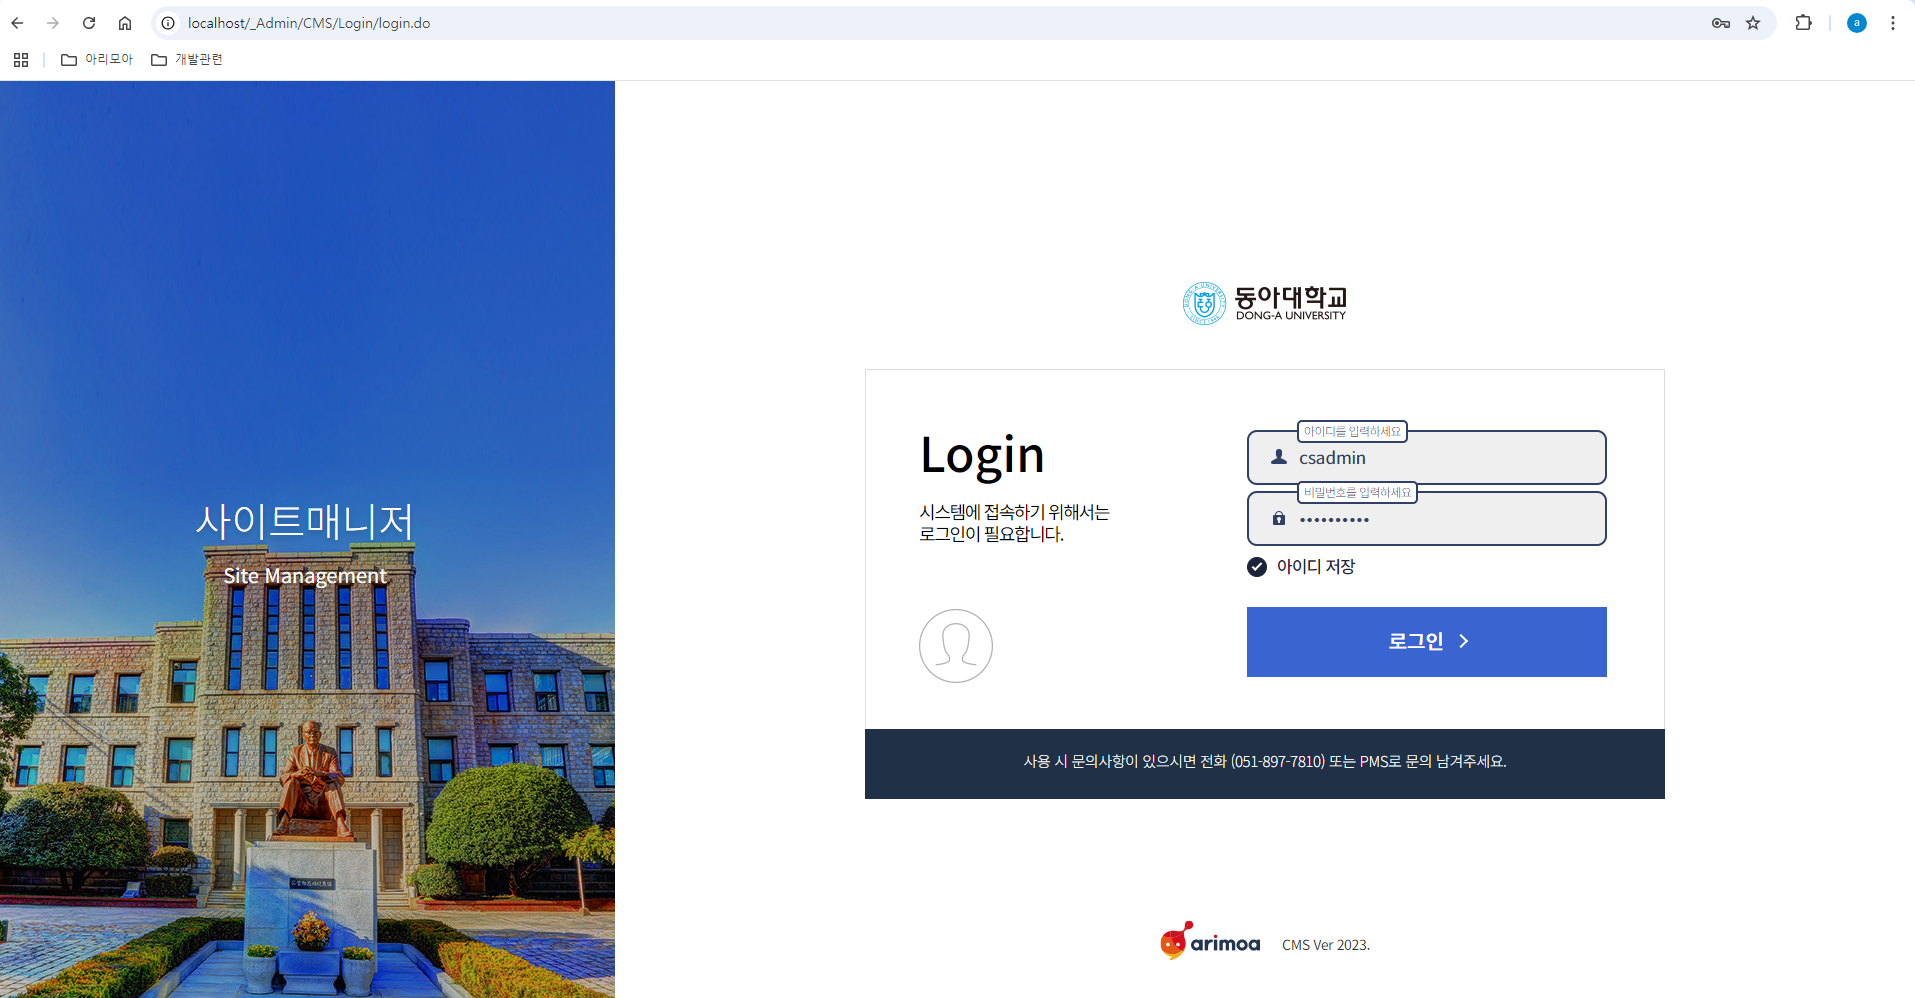 localhost/_Admin/CMS/Login/login.do
a
아리모아
개발관련
사이트매니저
Site Management
DONG-A UNIVERSITY
SINCE 1946
동아대학교
DONG-A UNIVERSITY
Login
시스템에 접속하기 위해서는
로그인이 필요합니다.
아이디를 입력하세요
csadmin
비밀번호를 입력하세요
••••••••••
아이디 저장
로그인
사용 시 문의사항이 있으시면 전화 (051-897-7810) 또는 PMS로 문의 남겨주세요.
arimoa
CMS Ver 2023.